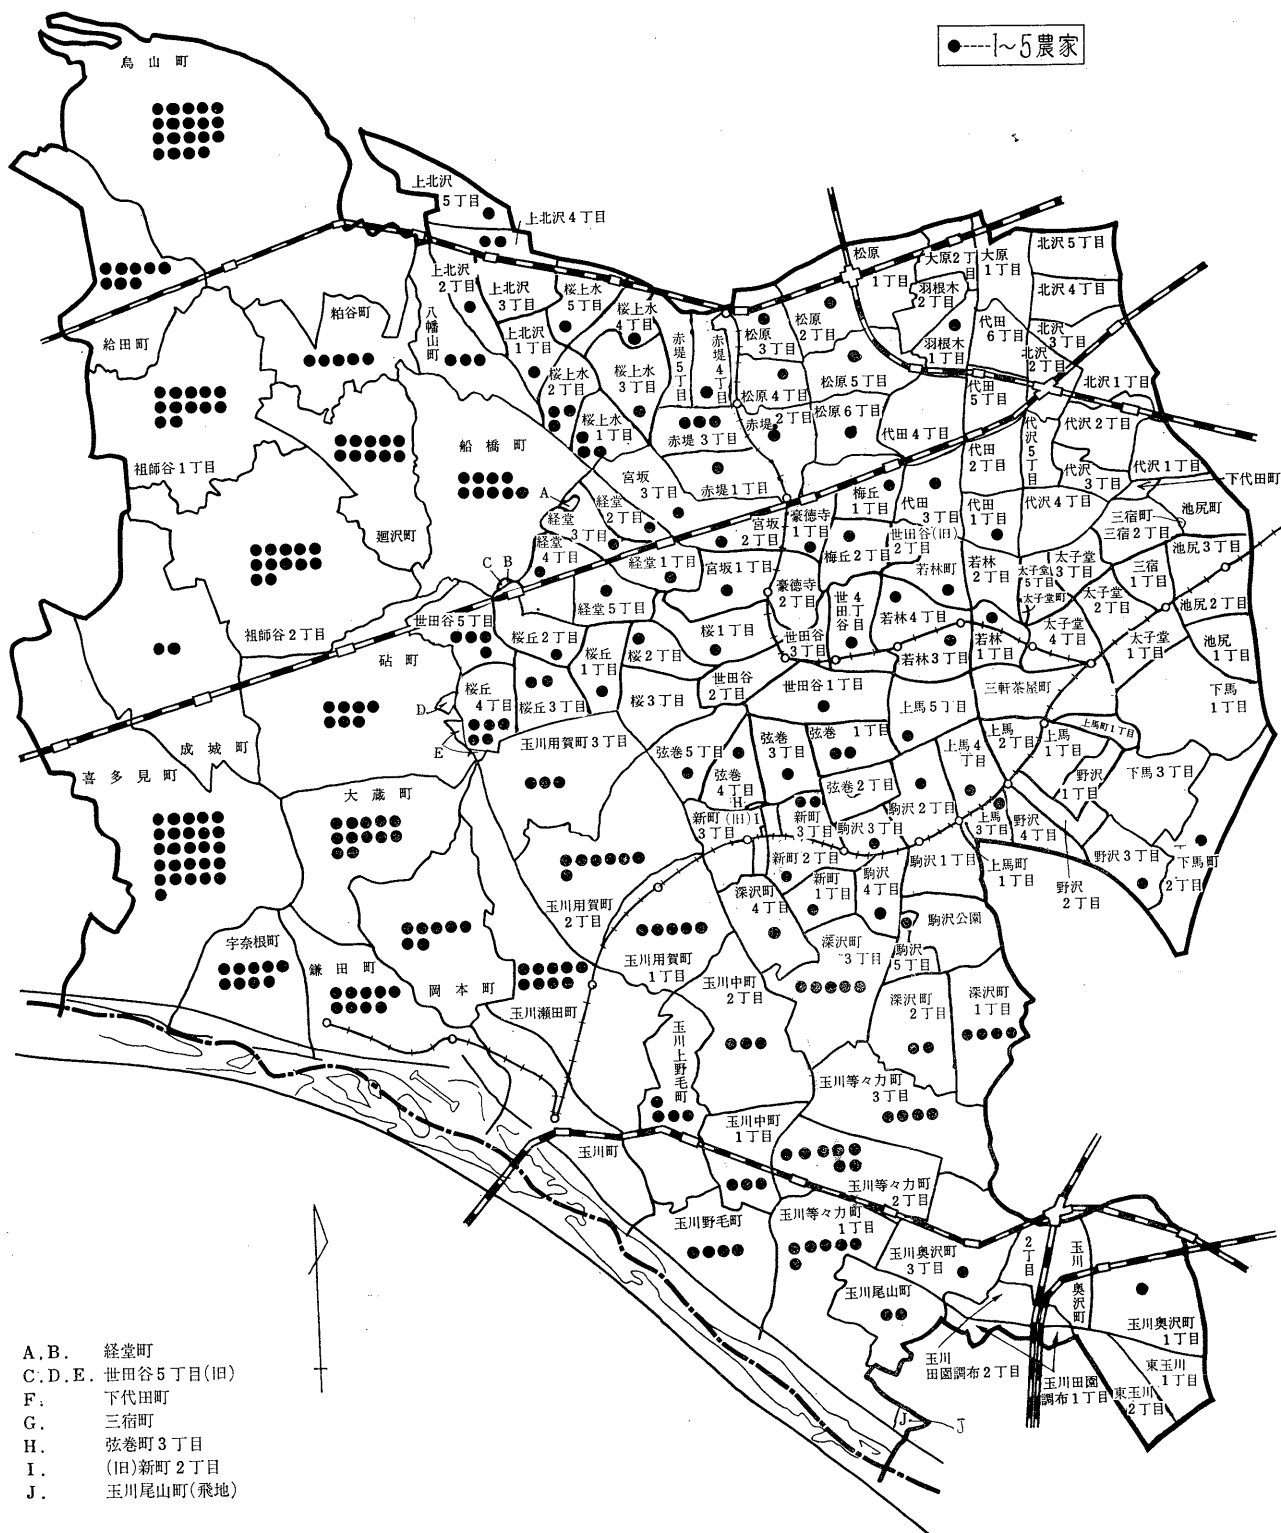 ●----1～5農家
烏山町
上北沢
5丁目
上北沢4丁目
上北沢
2丁目
上北沢
3丁目
上北沢
1丁目
桜上水
5丁目
桜上水
4丁目
桜上水
2丁目
桜上水
3丁目
桜上水
1丁目
八幡山町
粕谷町
給田町
祖師谷1丁目
船橋町
廻沢町
祖師谷2丁目
赤堤5丁目
赤堤4丁目
赤堤3丁目
赤堤2丁目
赤堤1丁目
松原
1丁目
松原
2丁目
松原
3丁目
松原4丁目
松原5丁目
松原6丁目
大原2丁目
大原
1丁目
羽根木
2丁目
羽根木
1丁目
北沢5丁目
北沢4丁目
北沢
3丁目
北沢
2丁目
北沢1丁目
代田
6丁目
代田
5丁目
代田4丁目
代田
2丁目
代田
3丁目
代田
1丁目
代沢5丁目
代沢2丁目
代沢
3丁目
代沢1丁目
代沢4丁目
下代田町
池尻町
三宿町
三宿2丁目
池尻3丁目
三宿
1丁目
池尻2丁目
池尻
1丁目
宮坂
3丁目
宮坂
2丁目
宮坂1丁目
A
経堂
3丁目
経堂
2丁目
経堂
4丁目
経堂1丁目
経堂5丁目
C B
豪徳寺
1丁目
豪徳寺
2丁目
梅丘
1丁目
梅丘2丁目
世田谷(旧)
2丁目
若林町
若林
2丁目
若林4丁目
若林
1丁目
若林3丁目
太子堂
5丁目
太子堂
3丁目
太子堂町
太子堂
2丁目
太子堂
4丁目
太子堂
1丁目
世田谷5丁目
世田谷4丁目
世田谷
3丁目
世田谷
2丁目
世田谷1丁目
砧町
桜丘2丁目
桜丘
1丁目
桜丘
4丁目
桜丘3丁目
D
E
桜1丁目
桜2丁目
桜3丁目
三軒茶屋町
下馬
1丁目
上馬5丁目
上馬4丁目
上馬
2丁目
上馬
1丁目
上馬町1丁目
上馬
3丁目
野沢
1丁目
下馬3丁目
野沢
4丁目
野沢3丁目
下馬町
2丁目
野沢
2丁目
上馬町
1丁目
成城町
喜多見町
大蔵町
玉川用賀町3丁目
弦巻5丁目
弦巻
4丁目
弦巻
3丁目
弦巻1丁目
弦巻2丁目
H
新町(旧)
3丁目
I
新町
3丁目
新町2丁目
新町
1丁目
駒沢2丁目
駒沢3丁目
駒沢
4丁目
駒沢1丁目
駒沢公園
駒沢
5丁目
深沢町
4丁目
深沢町
3丁目
深沢町
2丁目
深沢町
1丁目
玉川用賀町
2丁目
玉川用賀町
1丁目
宇奈根町
鎌田町
岡本町
玉川瀬田町
玉川中町
2丁目
玉川上野毛町
玉川中町
1丁目
玉川町
玉川野毛町
玉川等々力町
3丁目
玉川等々力町
2丁目
玉川等々力町
1丁目
玉川奥沢町
3丁目
2丁目
玉川奥沢町
玉川奥沢町
1丁目
玉川尾山町
玉川
田園調布2丁目
玉川田園
調布1丁目
東玉川
1丁目
東玉川
2丁目
J
J
A.B. 経堂町
C.D.E. 世田谷5丁目(旧)
F. 下代田町
G. 三宿町
H. 弦巻町3丁目
I. (旧)新町2丁目
J. 玉川尾山町(飛地)